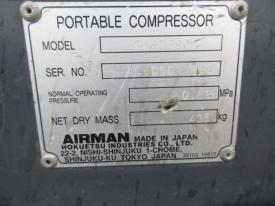 PORTABLE COMPRESSOR
MODEL
SER. NO.
NORMAL OPERATING
PRESSURE MPa
NET DRY MASS kg
AIRMAN MADE IN JAPAN
HOKUETSU INDUSTRIES CO., LTD.
22-2, NISHI-SHINJUKU 1-CHOME,
SHINJUKU-KU TOKYO JAPAN